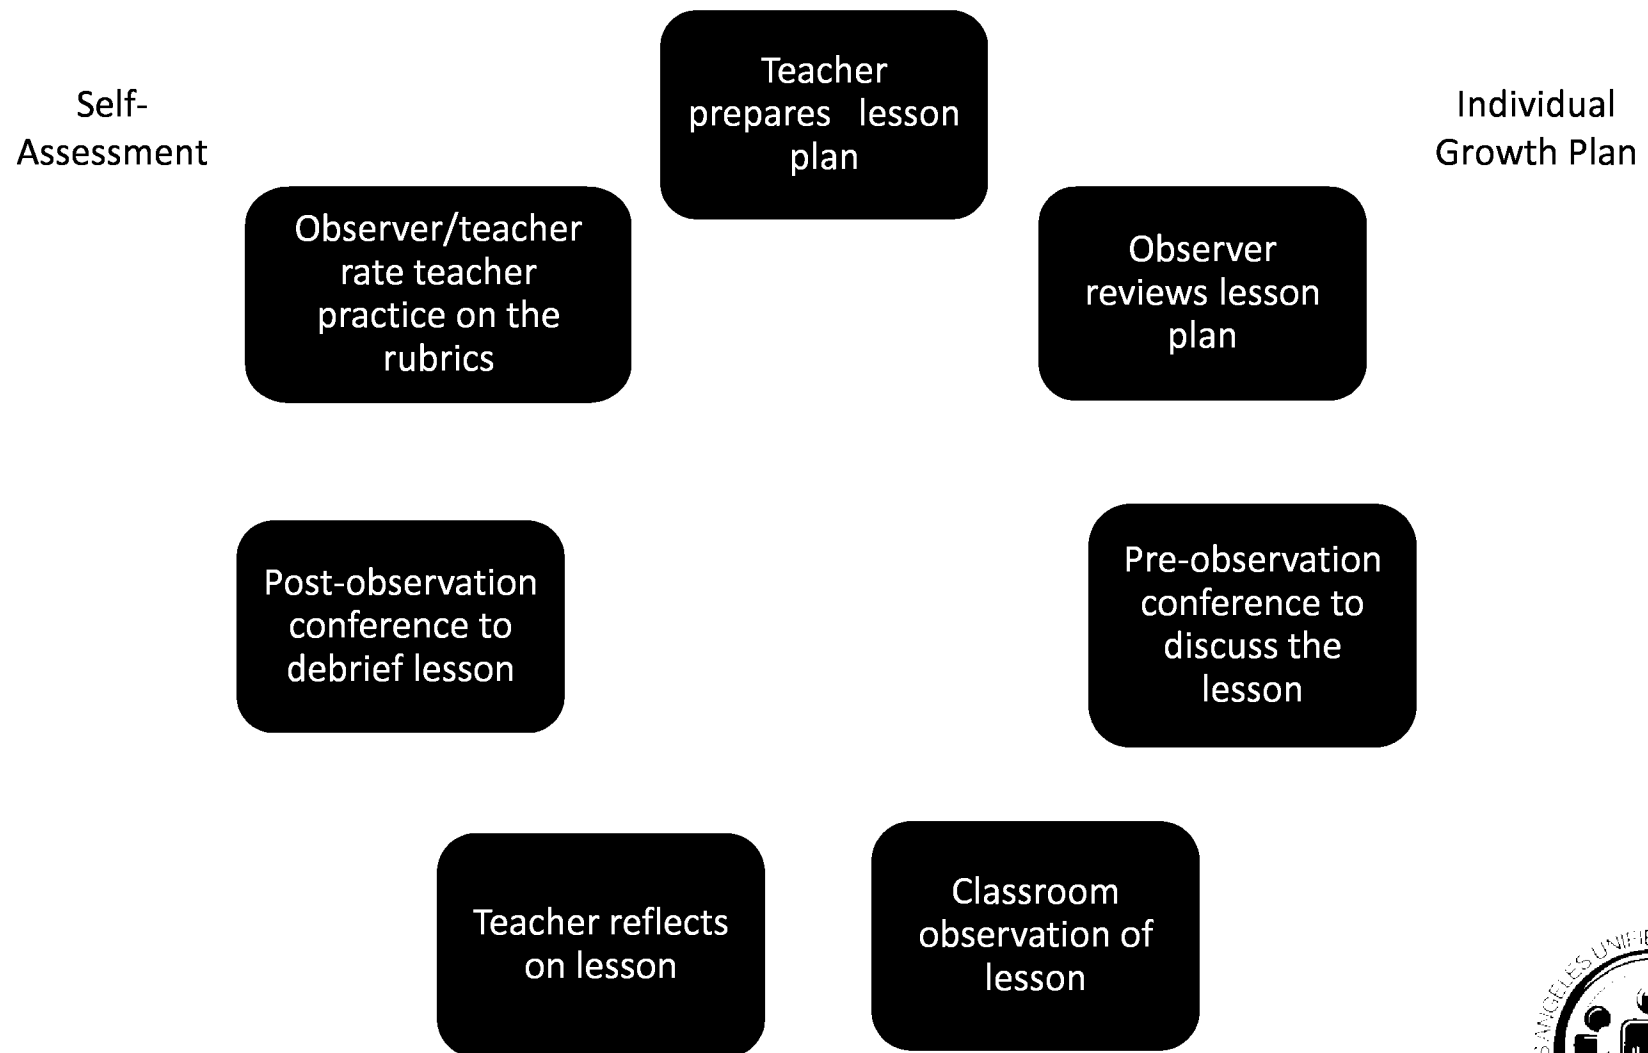 Self-
Assessment
Teacher
prepares lesson
plan
Individual
Growth Plan
Observer/teacher
rate teacher
practice on the
rubrics
Observer
reviews lesson
plan
Post-observation
conference to
debrief lesson
Pre-observation
conference to
discuss the
lesson
Teacher reflects
on lesson
Classroom
observation of
lesson
ANGELES UNIFIE